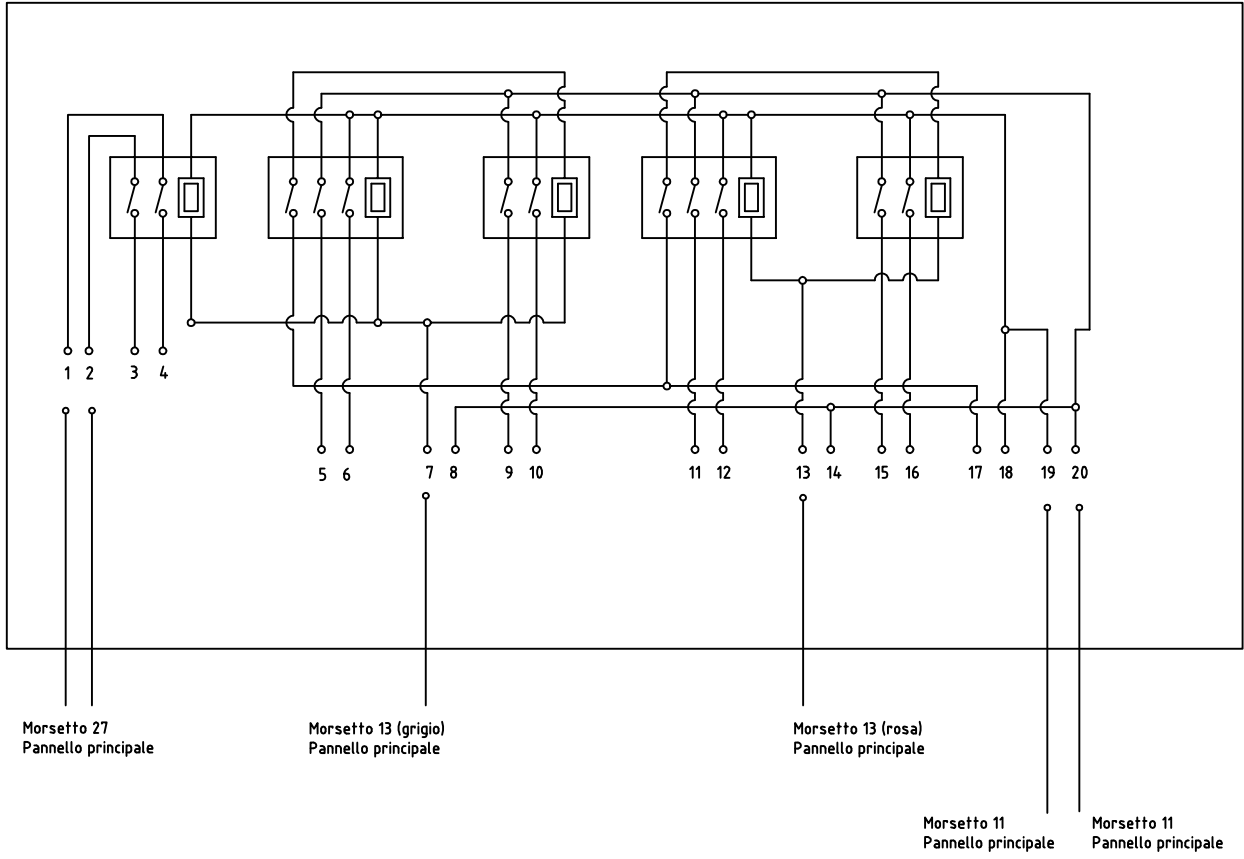 1 2 3 4
5 6 7 8 9 10 11 12 13 14 15 16 17 18 19 20
Morsetto 27
Pannello principale
Morsetto 13 (grigio)
Pannello principale
Morsetto 13 (rosa)
Pannello principale
Morsetto 11
Pannello principale
Morsetto 11
Pannello principale